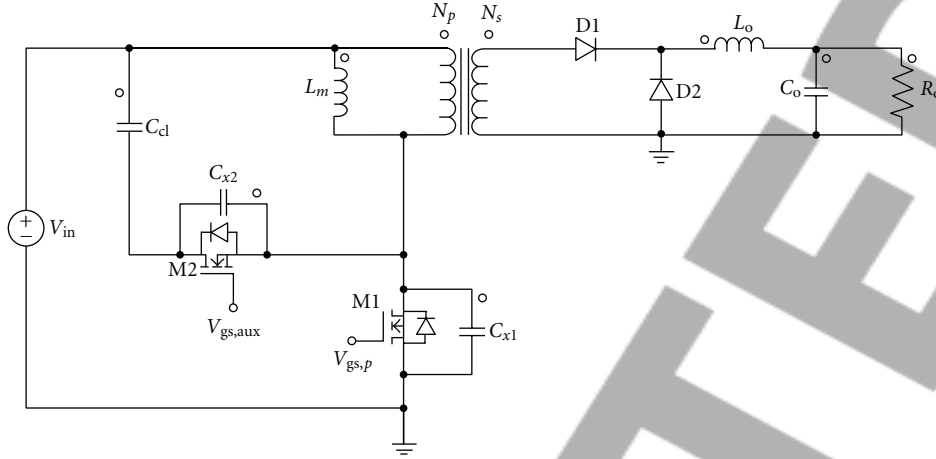 Np Ns
D1
Lo
Lm
D2
Co
Ccl
Cx2
Vin
+
−
M2
M1
Vgs,aux
Cx1
Vgs,p